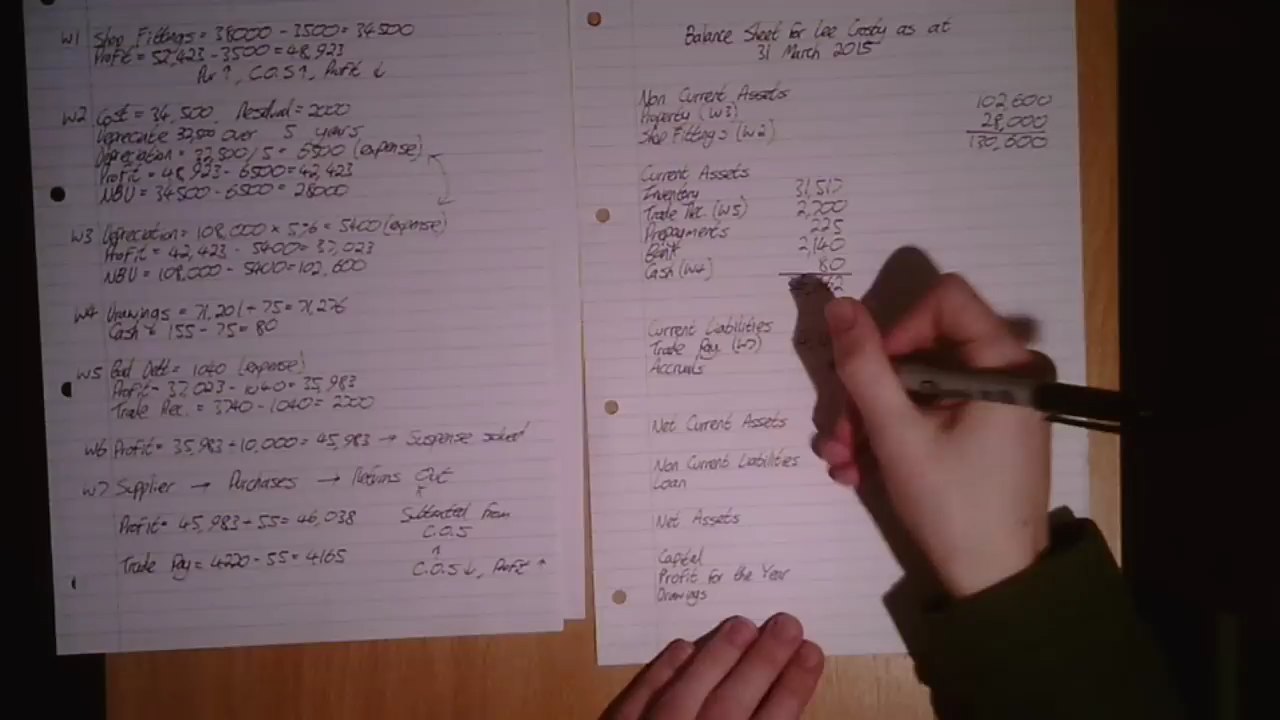 W1 Shop Fittings = 38000 - 3500 = 34500
Profit = 52,423 - 3500 = 48,923
Pur ↑, C.O.S ↑, Profit ↓
W2 Cost = 34,500, Residual = 2000
Depreciate 32,500 over 5 years
Depreciation = 32,500/5 = 6500 (expense)
Profit = 48,923 - 6500 = 42,423
NBV = 34500 - 6500 = 28000
W3 Depreciation = 108,000 x 5% = 5400 (expense)
Profit = 42,423 - 5400 = 37,023
NBV = 108,000 - 5400 = 102,600
W4 Drawings = 71,201 + 75 = 71,276
Cash = 155 - 75 = 80
W5 Bad Debt = 1040 (expense)
Profit = 37,023 - 1040 = 35,983
Trade Rec. = 3740 - 1040 = 2700
W6 Profit = 35,983 + 10,000 = 45,983 → Suspense solved
W7 Supplier → Purchases → Returns Out
Profit = 45,983 + 55 = 46,038
Subtracted from
C.O.S
Trade Pay = 4220 - 55 = 4165
C.O.S ↓, Profit ↑
Balance Sheet for Lee Crosby as at
31 March 2015
Non Current Assets
Property (W3) 102,600
Shop Fittings (W2) 28,000
130,600
Current Assets
Inventory 31,517
Trade Rec. (W5) 2,700
Prepayments 225
Bank 2,140
Cash (W4) 80
Current Liabilities
Trade Pay (W7)
Accruals
Net Current Assets
Non Current Liabilities
Loan
Net Assets
Capital
Profit for the Year
Drawings